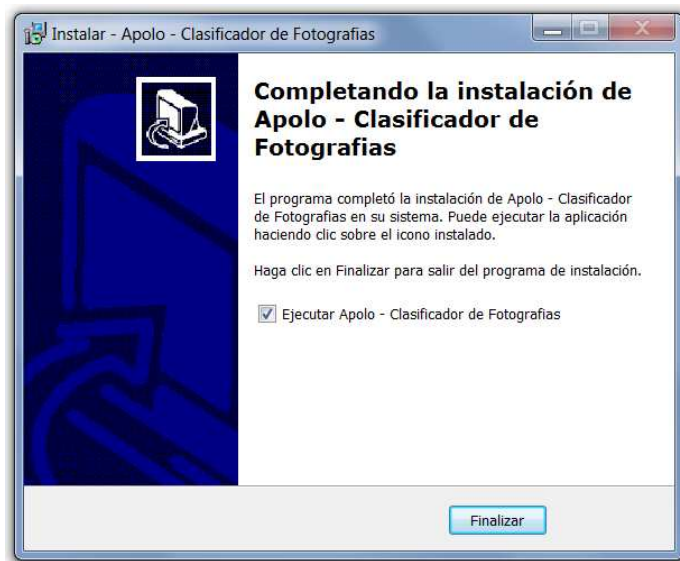 Instalar - Apolo - Clasificador de Fotografias
Completando la instalación de
Apolo - Clasificador de
Fotografias
El programa completó la instalación de Apolo - Clasificador
de Fotografias en su sistema. Puede ejecutar la aplicación
haciendo clic sobre el icono instalado.
Haga clic en Finalizar para salir del programa de instalación.
Ejecutar Apolo - Clasificador de Fotografias
Finalizar